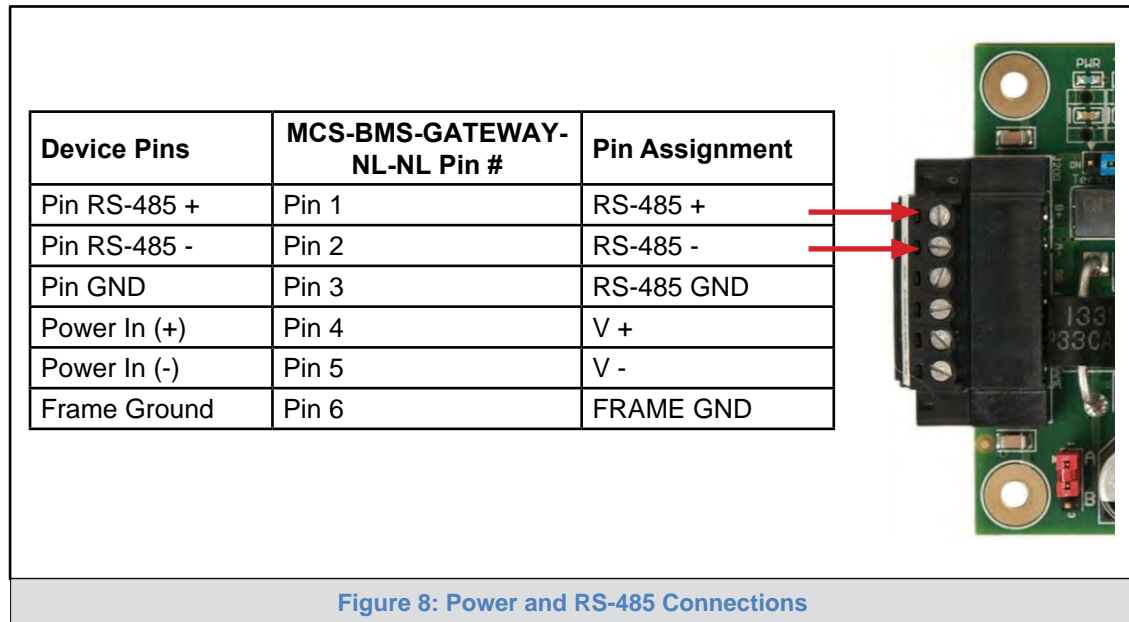 Device Pins MCS-BMS-GATEWAY-NL-NL Pin # Pin Assignment
Pin RS-485 + Pin 1 RS-485 +
Pin RS-485 - Pin 2 RS-485 -
Pin GND Pin 3 RS-485 GND
Power In (+) Pin 4 V +
Power In (-) Pin 5 V -
Frame Ground Pin 6 FRAME GND
PWR
ON
B+
A-
A
B
Figure 8: Power and RS-485 Connections